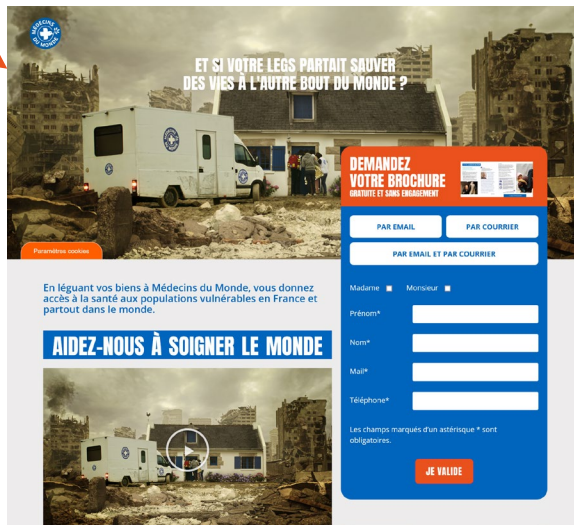 MÉDECINS DU MONDE
ET SI VOTRE LEGS PARTAIT SAUVER
DES VIES À L'AUTRE BOUT DU MONDE ?
DEMANDEZ
VOTRE BROCHURE
GRATUITE ET SANS ENGAGEMENT
PAR EMAIL
PAR COURRIER
PAR EMAIL ET PAR COURRIER
Paramètres cookies
En léguant vos biens à Médecins du Monde, vous donnez
accès à la santé aux populations vulnérables en France et
partout dans le monde.
AIDEZ-NOUS À SOIGNER LE MONDE
Madame
Monsieur
Prénom*
Nom*
Mail*
Téléphone*
Les champs marqués d'un astérisque * sont
obligatoires.
JE VALIDE